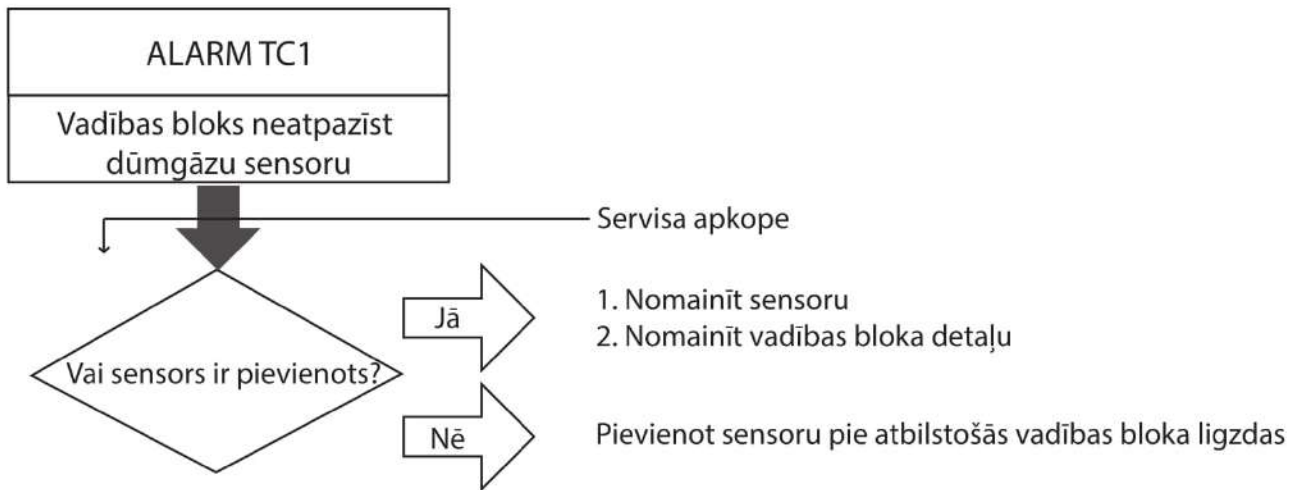 ALARM TC1
Vadības bloks neatpazīst
dūmgāzu sensoru
Servisa apkope
Vai sensors ir pievienots?
Jā
1. Nomainīt sensoru
2. Nomainīt vadības bloka detaļu
Nē
Pievienot sensoru pie atbilstošās vadības bloka ligzdas